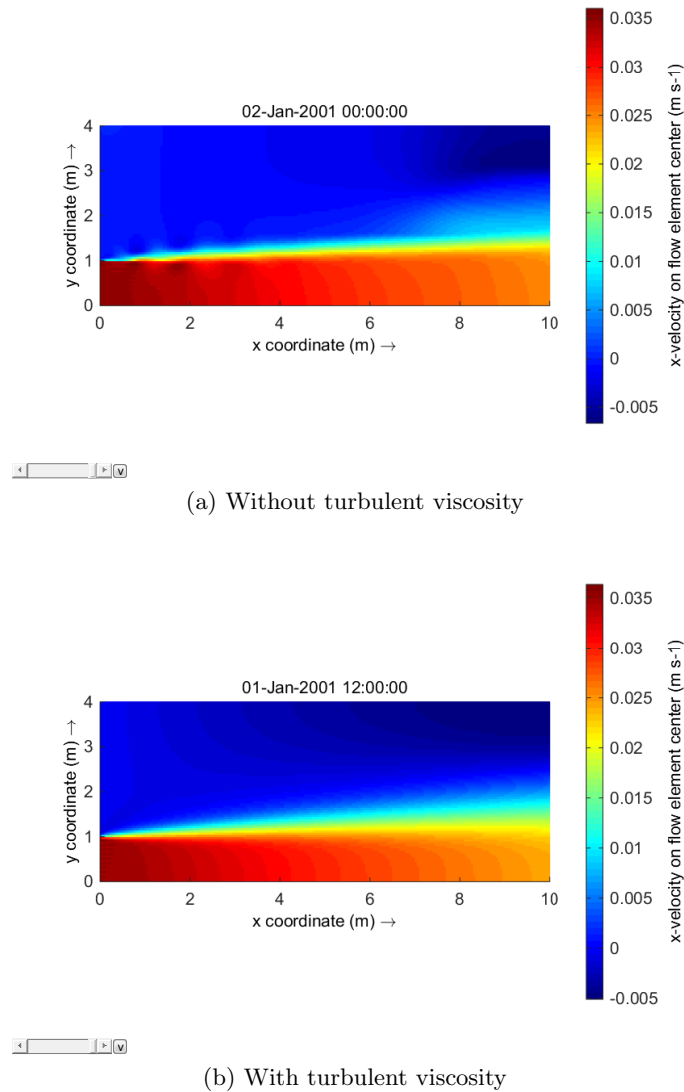 02-Jan-2001 00:00:00
4
3
2
1
0
y coordinate (m) →
0 2 4 6 8 10
x coordinate (m) →
0.035
0.03
0.025
0.02
0.015
0.01
0.005
0
-0.005
x-velocity on flow element center (m s-1)
v
(a) Without turbulent viscosity
01-Jan-2001 12:00:00
4
3
2
1
0
y coordinate (m) →
0 2 4 6 8 10
x coordinate (m) →
0.035
0.03
0.025
0.02
0.015
0.01
0.005
0
-0.005
x-velocity on flow element center (m s-1)
v
(b) With turbulent viscosity